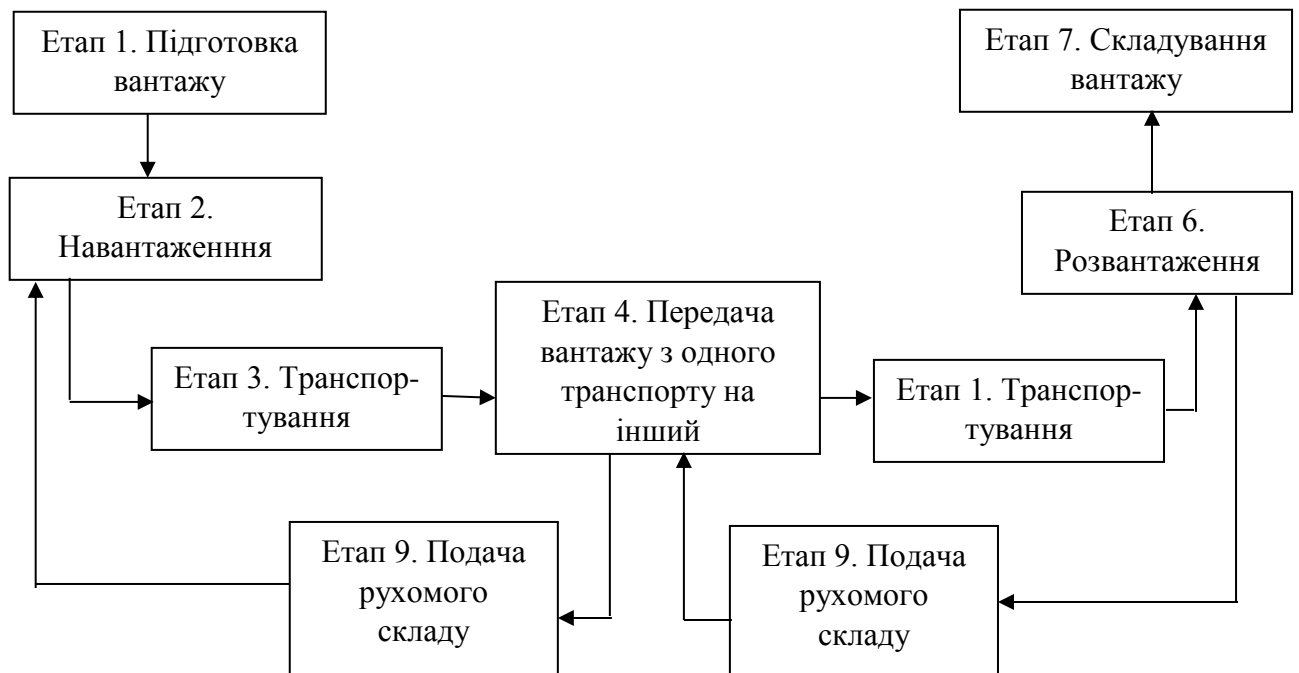 Етап 1. Підготовка
вантажу
Етап 7. Складування
вантажу
Етап 2.
Навантаженння
Етап 6.
Розвантаження
Етап 3. Транспор-
тування
Етап 4. Передача
вантажу з одного
транспорту на
інший
Етап 1. Транспор-
тування
Етап 9. Подача
рухомого
складу
Етап 9. Подача
рухомого
складу